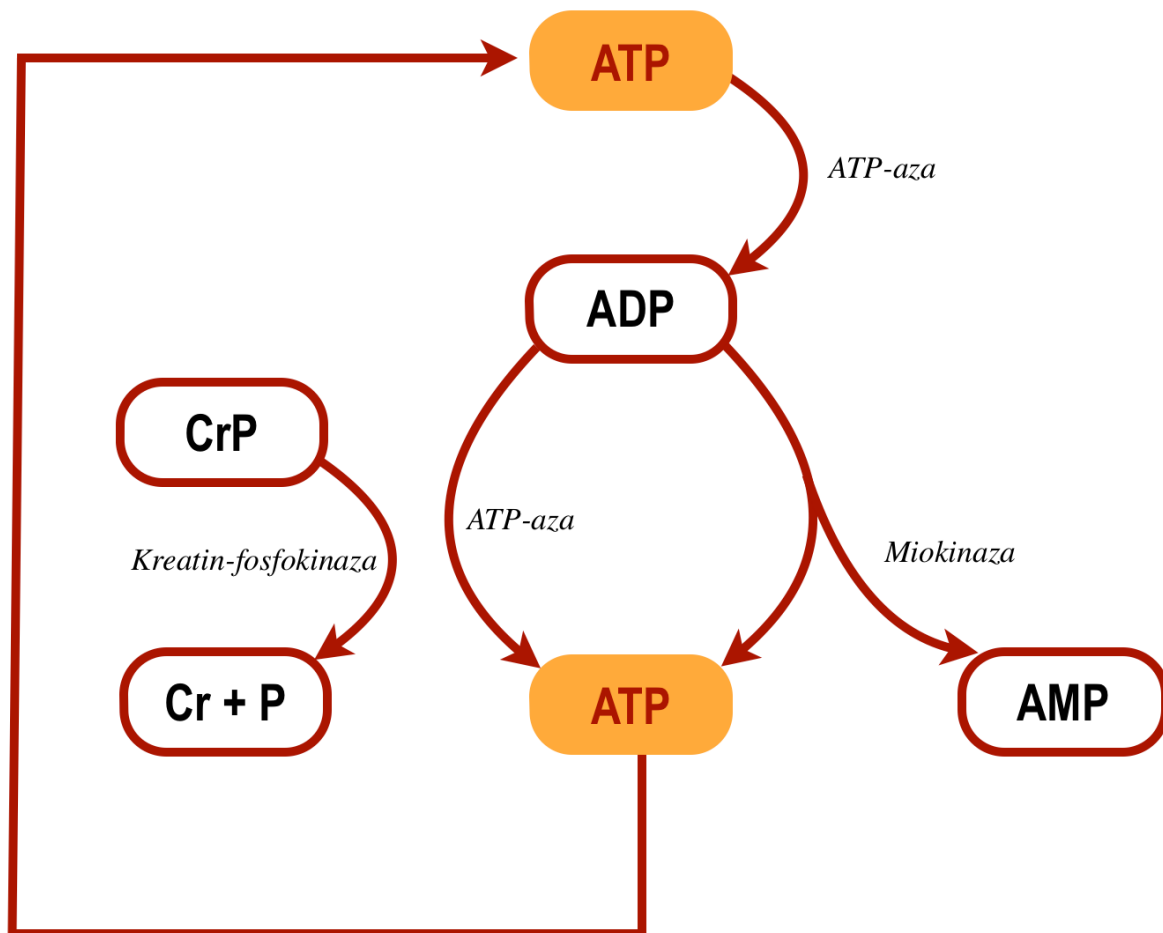 ATP
ATP-aza
ADP
CrP
ATP-aza
Kreatin-fosfokinaza
Miokinaza
Cr + P
ATP
AMP